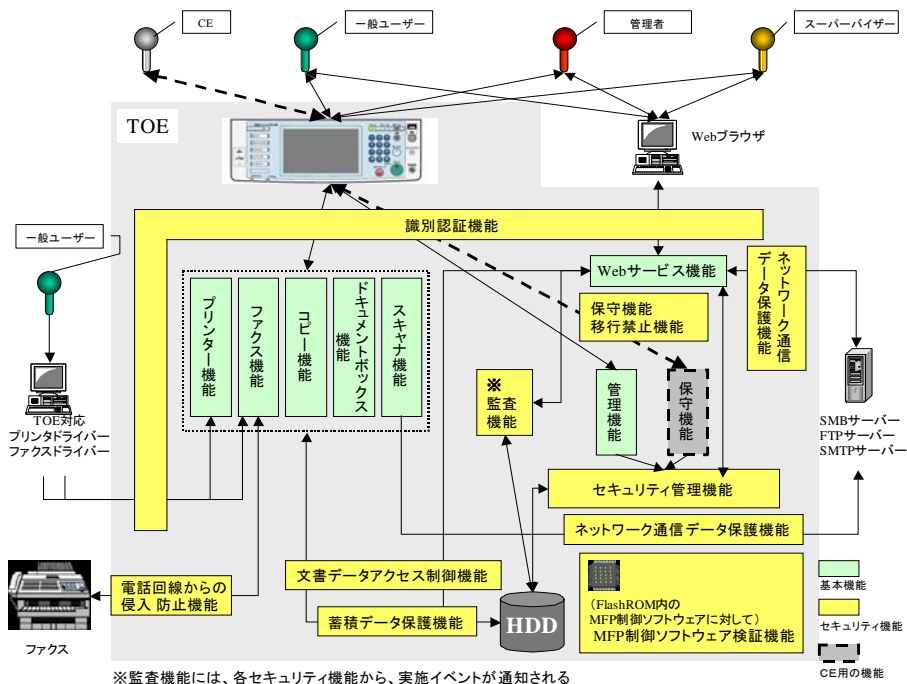 CE
一般ユーザー
管理者
スーパーバイザー
TOE
Webブラウザ
識別認証機能
一般ユーザー
Webサービス機能
ネットワーク通信
データ保護機能
保守機能
移行禁止機能
プリンター機能
ファクス機能
コピー機能
ドキュメントボックス
機能
スキャナ機能
※
監査
機能
管理機能
保守機能
TOE対応
プリンタドライバー
ファクスドライバー
SMBサーバー
FTPサーバー
SMTPサーバー
セキュリティ管理機能
ネットワーク通信データ保護機能
電話回線からの
侵入 防止機能
文書データアクセス制御機能
蓄積データ保護機能
HDD
(FlashROM内の
MFP制御ソフトウェアに対して)
MFP制御ソフトウェア検証機能
基本機能
セキュリティ機能
CE用の機能
ファクス
※監査機能には、各セキュリティ機能から、実施イベントが通知される